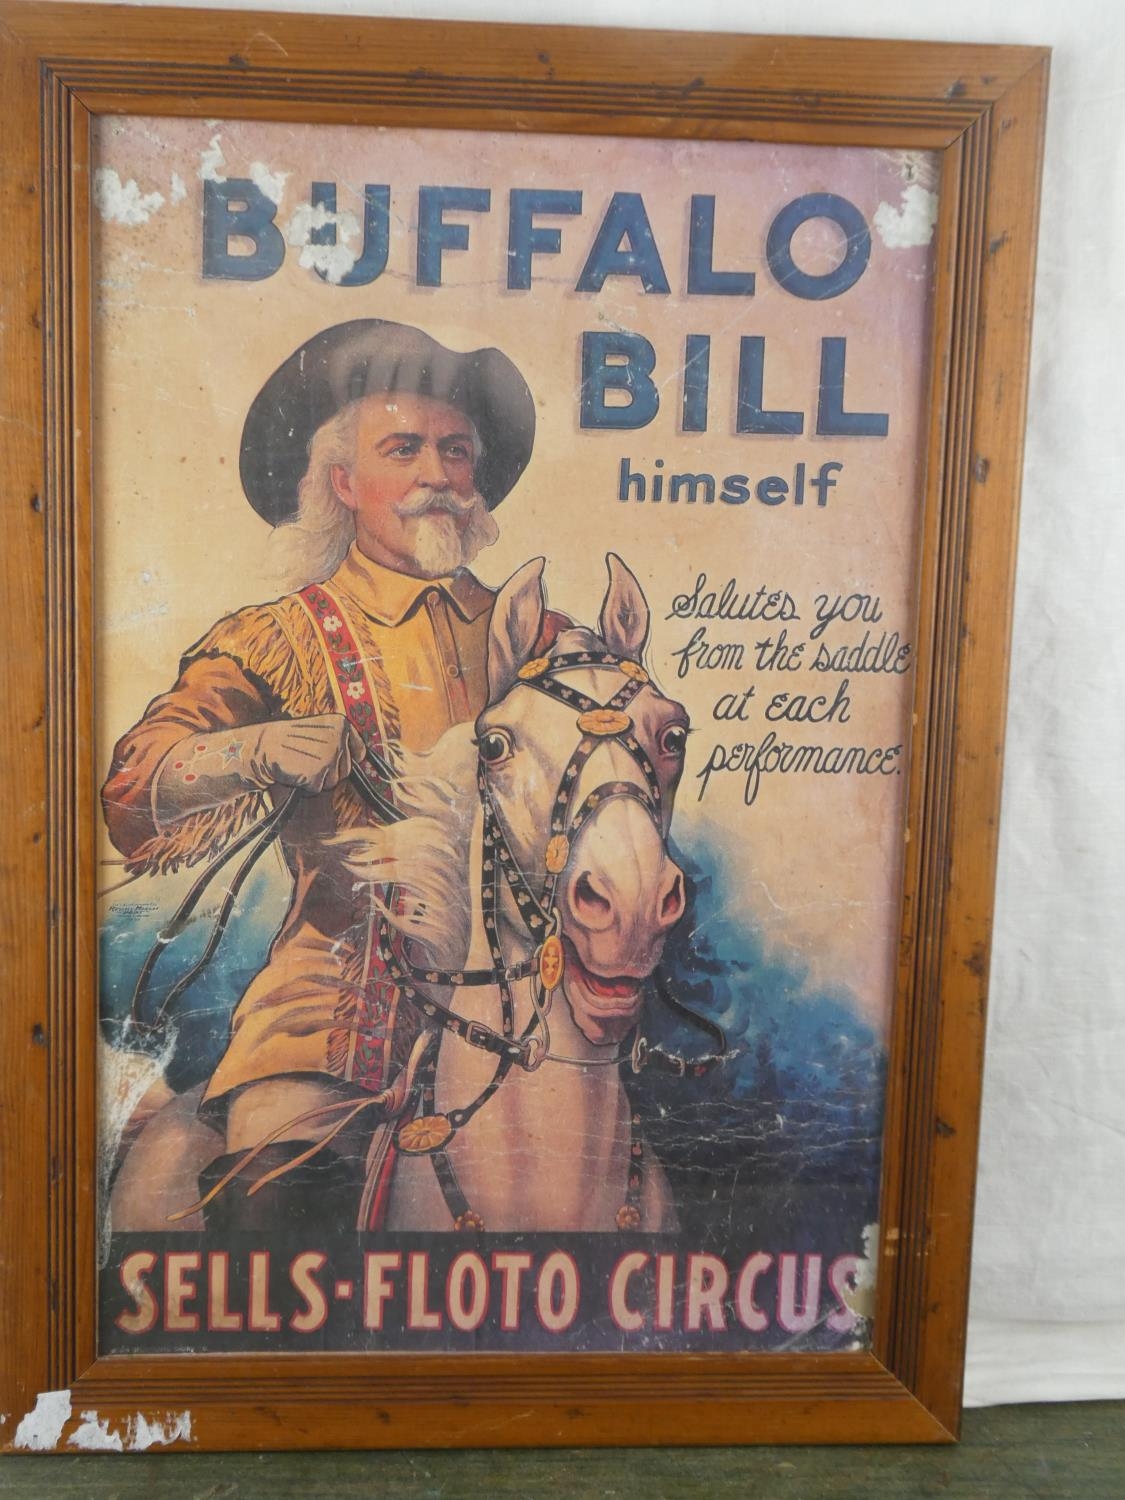 BUFFALO
BILL
himself
Salutes you
from the saddle
at each
performance.
SELLS-FLOTO CIRCUS